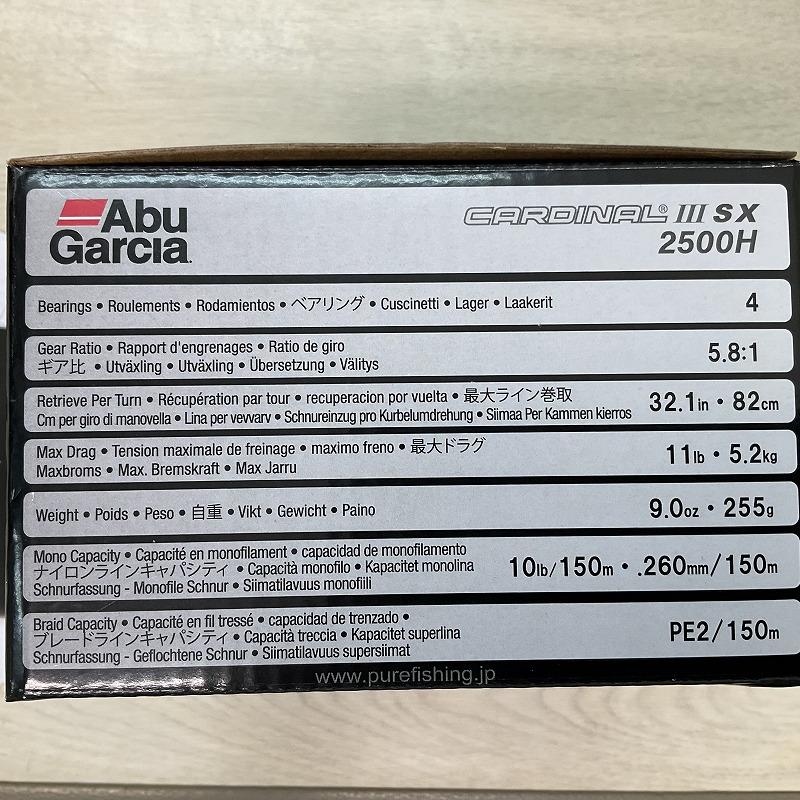 Abu
Garcia
CARDINAL® III SX
2500H
Bearings • Roulements • Rodamientos • ベアリング • Cuscinetti • Lager • Laakerit
4
Gear Ratio • Rapport d'engrenages • Ratio de giro
ギア比 • Utväxling • Utväxling • Übersetzung • Välitys
5.8:1
Retrieve Per Turn • Récupération par tour • recuperacion por vuelta • 最大ライン巻取
Cm per giro di manovella • Lina per vevvarv • Schnureinzug pro Kurbelumdrehung • Siimaa Per Kammen kierros
32.1in • 82cm
Max Drag • Tension maximale de freinage • maximo freno • 最大ドラグ
Maxbroms • Max. Bremskraft • Max Jarru
11lb • 5.2kg
Weight • Poids • Peso • 自重 • Vikt • Gewicht • Paino
9.0oz • 255g
Mono Capacity • Capacité en monofilament • capacidad de monofilamento
ナイロンラインキャパシティ • Capacità monofilo • Kapacitet monolina
Schnurfassung - Monofile Schnur • Siimatilavuus monofiili
10lb/150m • .260mm/150m
Braid Capacity • Capacité en fil tressé • capacidad de trenzado •
ブレードラインキャパシティ • Capacità treccia • Kapasitet superlina
Schnurfassung - Geflochtene Schnur • Siimatilavuus supersiimat
PE2/150m
www.purefishing.jp